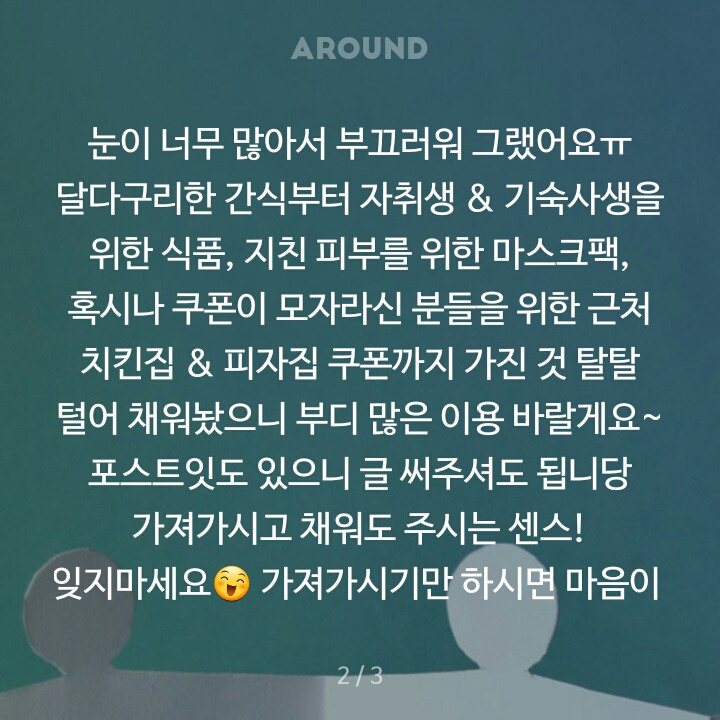 AROUND
눈이 너무 많아서 부끄러워 그랬어요ㅠ
달다구리한 간식부터 자취생 & 기숙사생을
위한 식품, 지친 피부를 위한 마스크팩,
혹시나 쿠폰이 모자라신 분들을 위한 근처
치킨집 & 피자집 쿠폰까지 가진 것 탈탈
털어 채워놨으니 부디 많은 이용 바랄게요~
포스트잇도 있으니 글 써주셔도 됩니당
가져가시고 채워도 주시는 센스!
잊지마세요😄 가져가시기만 하시면 마음이
2 / 3